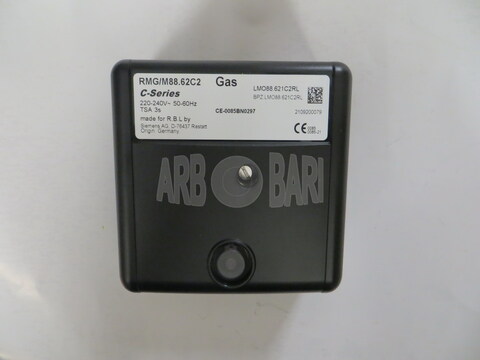 RMG/M88.62C2
Gas
LMO88.621C2RL
C-Series
BPZ:LMO88.621C2RL
220-240V~ 50-60Hz
TSA 3s
CE-0085BN0297
made for R.B.L by
Siemens AG, D-76437 Rastatt
Origin: Germany
CE
ARB BARI